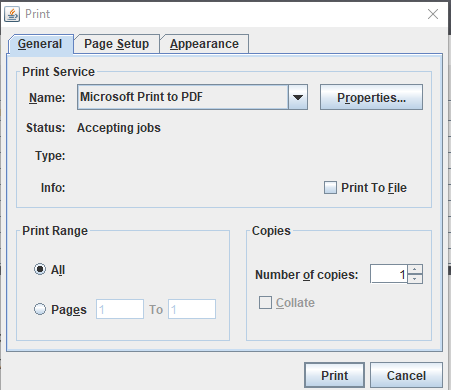 Print
General Page Setup Appearance
Print Service
Name: Microsoft Print to PDF Properties...
Status: Accepting jobs
Type:
Info: Print To File
Print Range Copies
All
Number of copies: 1
Pages 1 To 1 Collate
Print Cancel